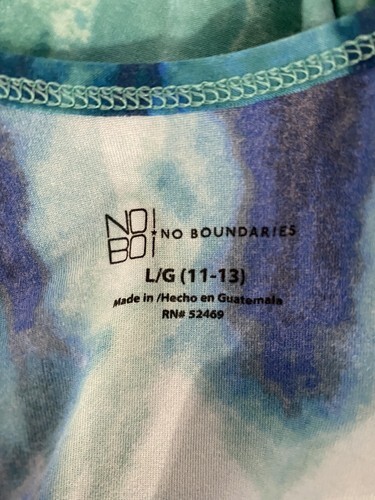 NO!
BO!
NO BOUNDARIES
L/G (11-13)
Made in /Hecho en Guatemala
RN# 52469